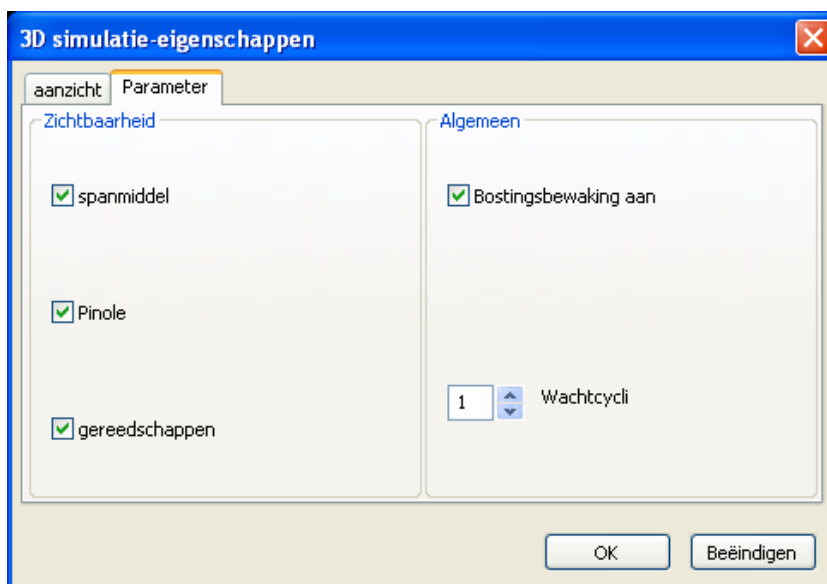 3D simulatie-eigenschappen
aanzicht
Parameter
Zichtbaarheid
spanmiddel
Pinole
gereedschappen
Algemeen
Bostingsbewaking aan
1 Wachtcycli
OK
Beëindigen